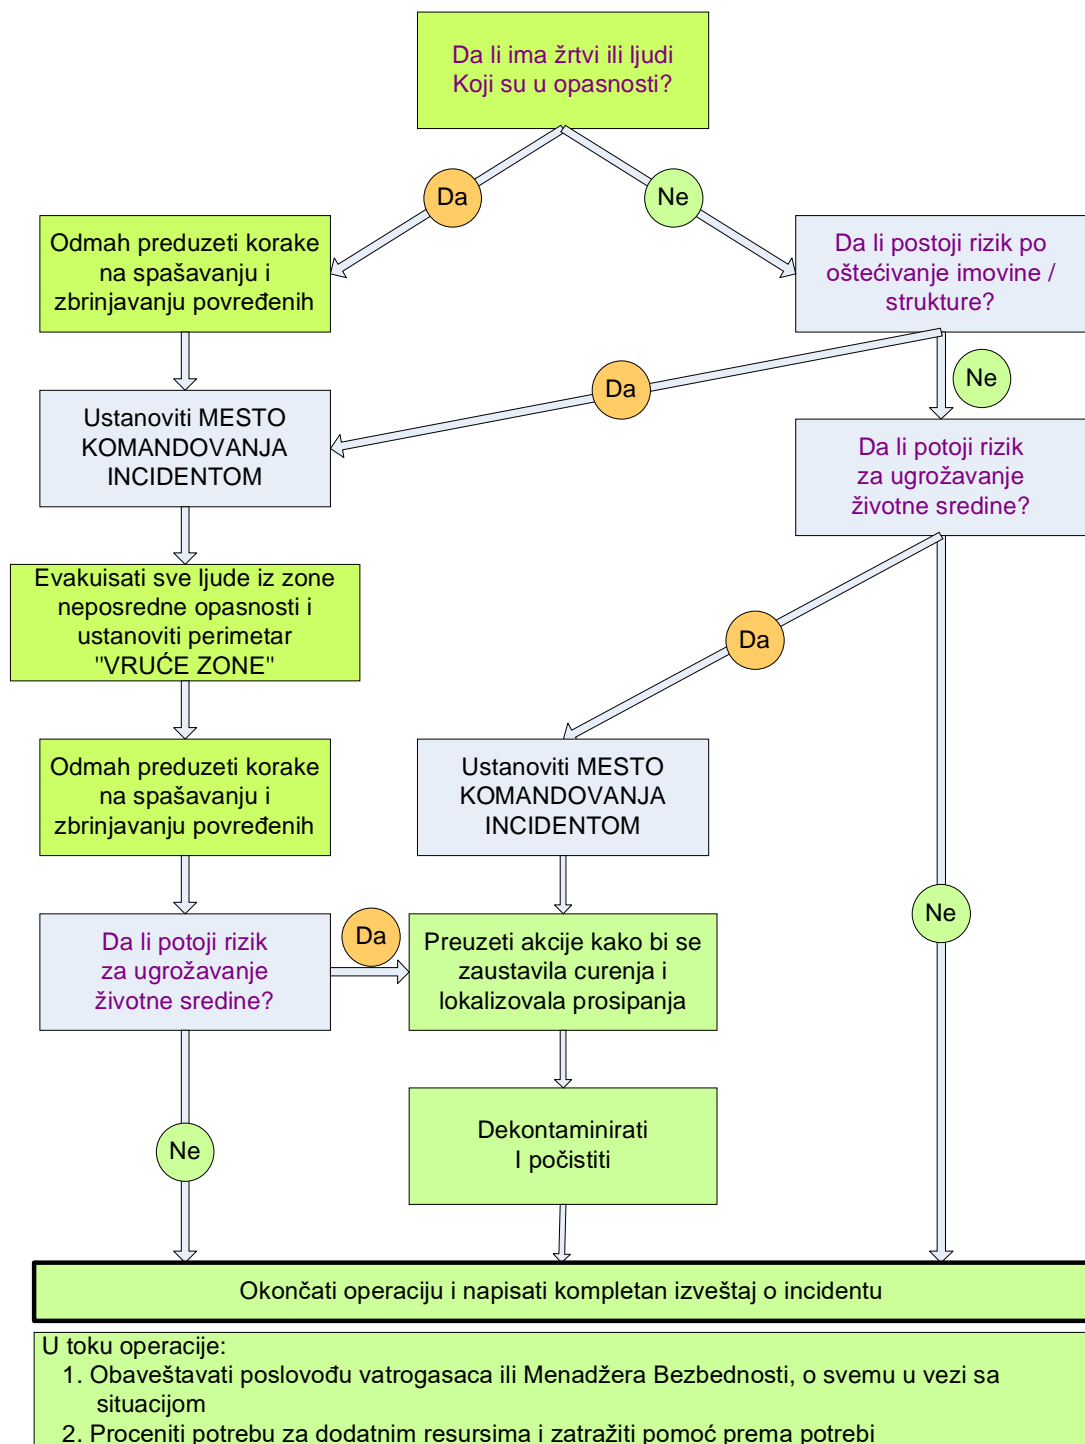 Da li ima žrtvi ili ljudi
Koji su u opasnosti?
Da
Ne
Odmah preduzeti korake
na spašavanju i
zbrinjavanju povređenih
Da li postoji rizik po
oštećivanje imovine /
strukture?
Da
Ne
Ustanoviti MESTO
KOMANDOVANJA
INCIDENTOM
Da li potoji rizik
za ugrožavanje
životne sredine?
Evakuisati sve ljude iz zone
neposredne opasnosti i
ustanoviti perimetar
"VRUĆE ZONE"
Da
Odmah preduzeti korake
na spašavanju i
zbrinjavanju povređenih
Ustanoviti MESTO
KOMANDOVANJA
INCIDENTOM
Da li potoji rizik
za ugrožavanje
životne sredine?
Da
Preuzeti akcije kako bi se
zaustavila curenja i
lokalizovala prosipanja
Ne
Ne
Dekontaminirati
I počistiti
Okončati operaciju i napisati kompletan izveštaj o incidentu
U toku operacije:
1. Obaveštavati poslovođu vatrogasaca ili Menadžera Bezbednosti, o svemu u vezi sa
situacijom
2. Proceniti potrebu za dodatnim resursima i zatražiti pomoć prema potrebi